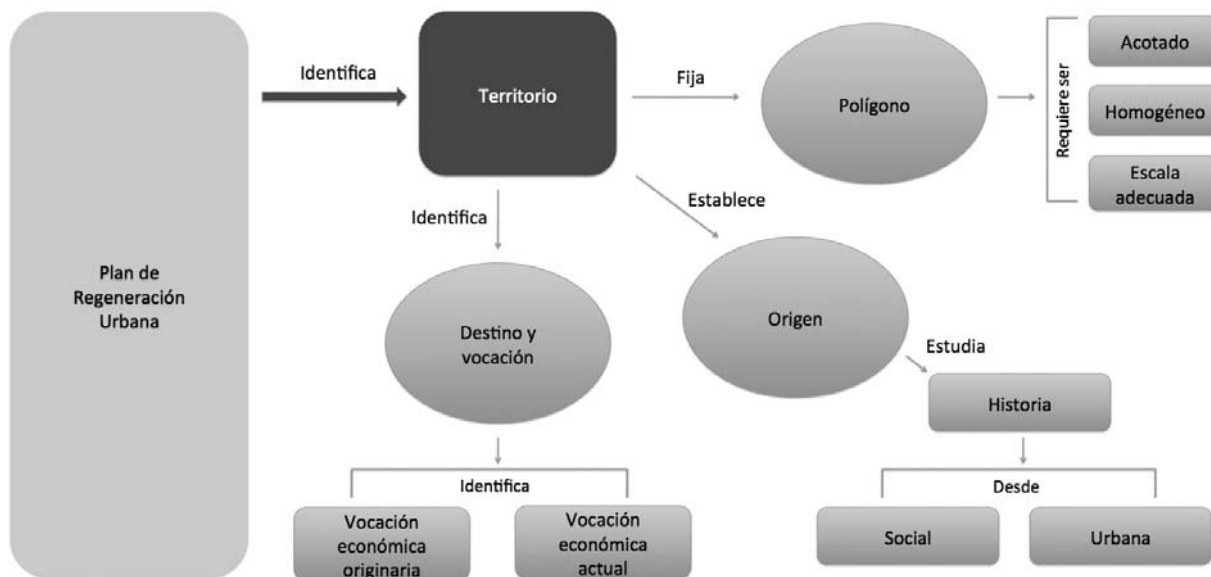 Plan de
Regeneración
Urbana
Identifica
Territorio
Fija
Polígono
Requiere ser
Acotado
Homogéneo
Escala
adecuada
Identifica
Destino y
vocación
Identifica
Vocación
económica
originaria
Vocación
económica
actual
Establece
Origen
Estudia
Historia
Desde
Social
Urbana